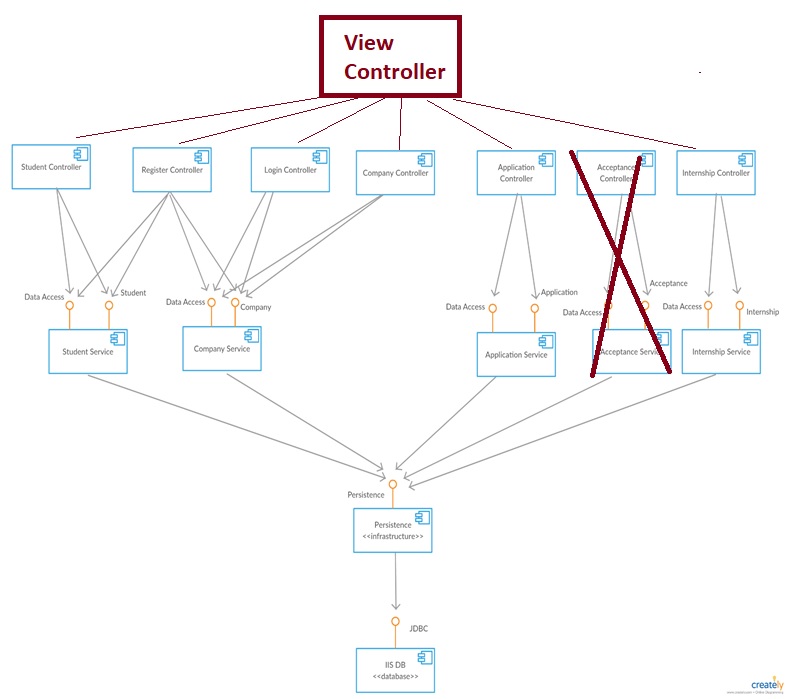 View
Controller
Student Controller
Register Controller
Login Controller
Company Controller
Application
Controller
Acceptance
Controller
Internship Controller
Data Access
Student
Data Access
Company
Data Access
Application
Data Access
Acceptance
Data Access
Internship
Student Service
Company Service
Application Service
Acceptance Service
Internship Service
Persistence
Persistence
<<infrastructure>>
JDBC
IIS DB
<<database>>
creately